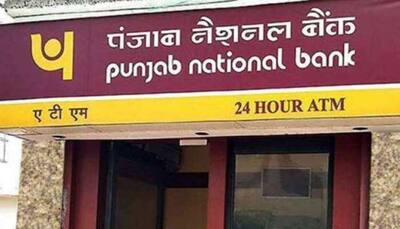 पंजाब नैशनल बैंक
punjab national bank
ए टी एम 24 HOUR ATM